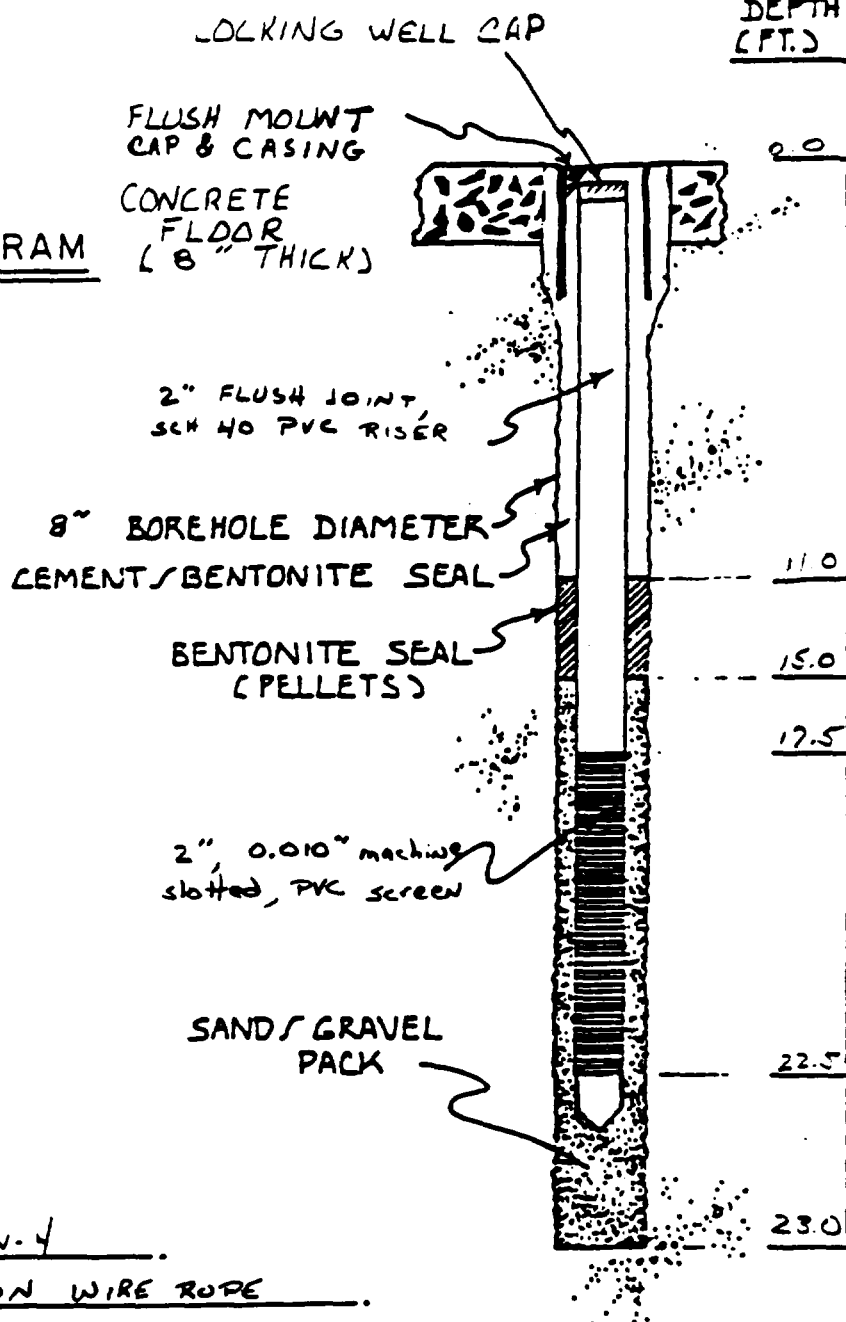 LOCKING WELL CAP
DEPTH
(FT.)
FLUSH MOUNT
CAP & CASING
0.0
CONCRETE
FLOOR
(8" THICK)
RAM
2" FLUSH JOINT,
SCH 40 PVC RISER
8" BOREHOLE DIAMETER
CEMENT/BENTONITE SEAL
11.0
BENTONITE SEAL
(PELLETS)
15.0
17.5
2", 0.010" machine
slotted, PVC screen
SAND/GRAVEL
PACK
22.5
23.0
ON WIRE ROPE